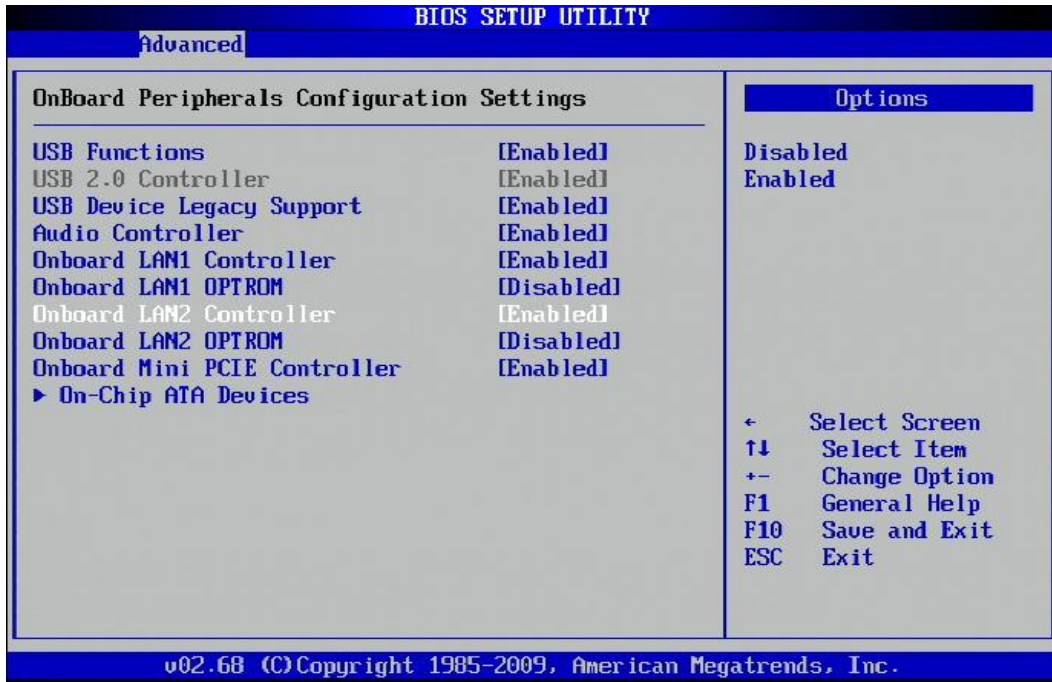 BIOS SETUP UTILITY
Advanced
OnBoard Peripherals Configuration Settings
USB Functions [Enabled]
USB 2.0 Controller [Enabled]
USB Device Legacy Support [Enabled]
Audio Controller [Enabled]
Onboard LAN1 Controller [Enabled]
Onboard LAN1 OPTROM [Disabled]
Onboard LAN2 Controller [Enabled]
Onboard LAN2 OPTROM [Disabled]
Onboard Mini PCIE Controller [Enabled]
▶ On-Chip ATA Devices
Options
Disabled
Enabled
← Select Screen
↑↓ Select Item
+- Change Option
F1 General Help
F10 Save and Exit
ESC Exit
v02.68 (C)Copyright 1985-2009, American Megatrends, Inc.